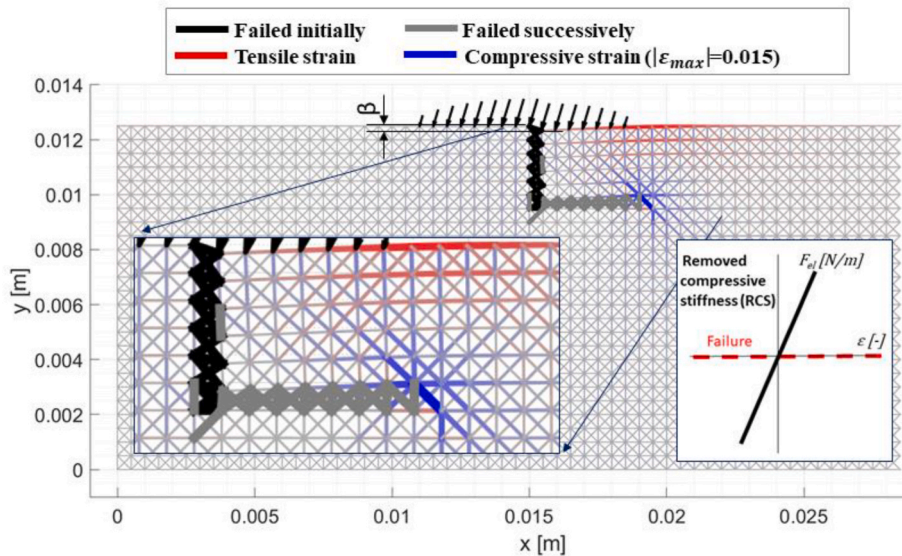 Failed initially Failed successively
Tensile strain Compressive strain (|ε_max|=0.015)
0.014
β
0.012
0.01
0.008
Removed compressive stiffness (RCS)
F_el [N/m]
0.006
y [m]
Failure
ε [-]
0.004
0.002
0
0 0.005 0.01 0.015 0.02 0.025
x [m]